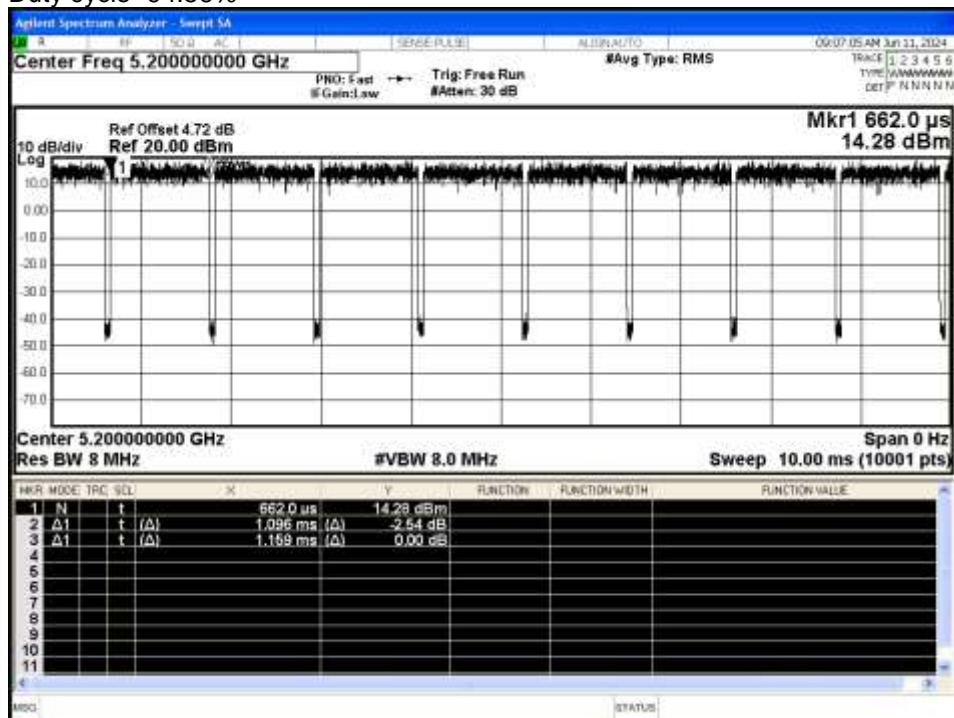 Agilent Spectrum Analyzer - Swept SA
RF 50 Ω AC SENSE:PULSE ALIGN AUTO 09:07:05 AM Jun 11, 2024
Center Freq 5.200000000 GHz #Avg Type: RMS TRACE 1 2 3 4 5 6
PNO: Fast Trig: Free Run TYPE
IFGain:Low #Atten: 30 dB DET P N N N N N
Mkr1 662.0 µs
Ref Offset 4.72 dB
10 dB/div Ref 20.00 dBm 14.28 dBm
Log
1
10.0
0.00
-10.0
-20.0
-30.0
-40.0
-50.0
-60.0
-70.0
Center 5.200000000 GHz Span 0 Hz
Res BW 8 MHz #VBW 8.0 MHz Sweep 10.00 ms (10001 pts)
MKR MODE TRC SCL X Y FUNCTION FUNCTION WIDTH FUNCTION VALUE
1 N t 662.0 µs 14.28 dBm
2 Δ1 t (Δ) 1.096 ms (Δ) -2.54 dB
3 Δ1 t (Δ) 1.159 ms (Δ) 0.00 dB
4
5
6
7
8
9
10
11
MSG STATUS